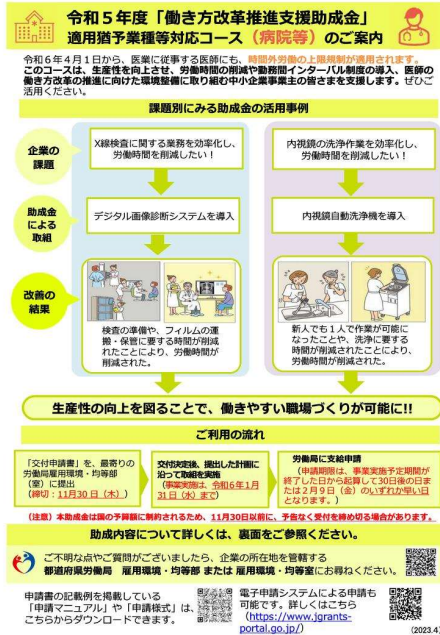 令和５年度「働き方改革推進支援助成金」
適用猶予業種等対応コース（病院等）のご案内
令和６年４月１日から、医業に従事する医師にも、時間外労働の上限規制が適用されます。
このコースは、生産性を向上させ、労働時間の削減や勤務間インターバル制度の導入、医師の
働き方改革の推進に向けた環境整備に取り組む中小企業事業主の皆さまを支援します。ぜひご
活用ください。
課題別にみる助成金の活用事例
企業の
課題
X線検査に関する業務を効率化し、
労働時間を削減したい！
内視鏡の洗浄作業を効率化し、
労働時間を削減したい！
助成金
による
取組
デジタル画像診断システムを導入
内視鏡自動洗浄機を導入
改善の
結果
検査の準備や、フィルムの運
搬・保管に要する時間が削減
されたことにより、労働時間が
削減された。
新人でも１人で作業が可能に
なったことや、洗浄に要する
時間が削減されたことにより、
労働時間が削減された。
生産性の向上を図ることで、働きやすい職場づくりが可能に!!
ご利用の流れ
「交付申請書」を、最寄りの
労働局雇用環境・均等部
（室）に提出
（締切：11月30日（木））
交付決定後、提出した計画に
沿って取組を実施
（事業実施は、令和6年1月
31日（水）まで）
労働局に支給申請
（申請期限は、事業実施予定期間が
終了した日から起算して30日後の日ま
たは２月９日（金）のいずれか早い日
となります。）
（注意）本助成金は国の予算額に制約されるため、11月30日以前に、予告なく受付を締め切る場合があります。
助成内容について詳しくは、裏面をご参照ください。
ご不明な点やご質問がございましたら、企業の所在地を管轄する
都道府県労働局 雇用環境・均等部 または 雇用環境・均等室にお尋ねください。
申請書の記載例を掲載している
「申請マニュアル」や「申請様式」は、
こちらからダウンロードできます。
電子申請システムによる申請も
可能です。詳しくはこちら
（https://www.jgrants-
portal.go.jp/）
（2023.4）